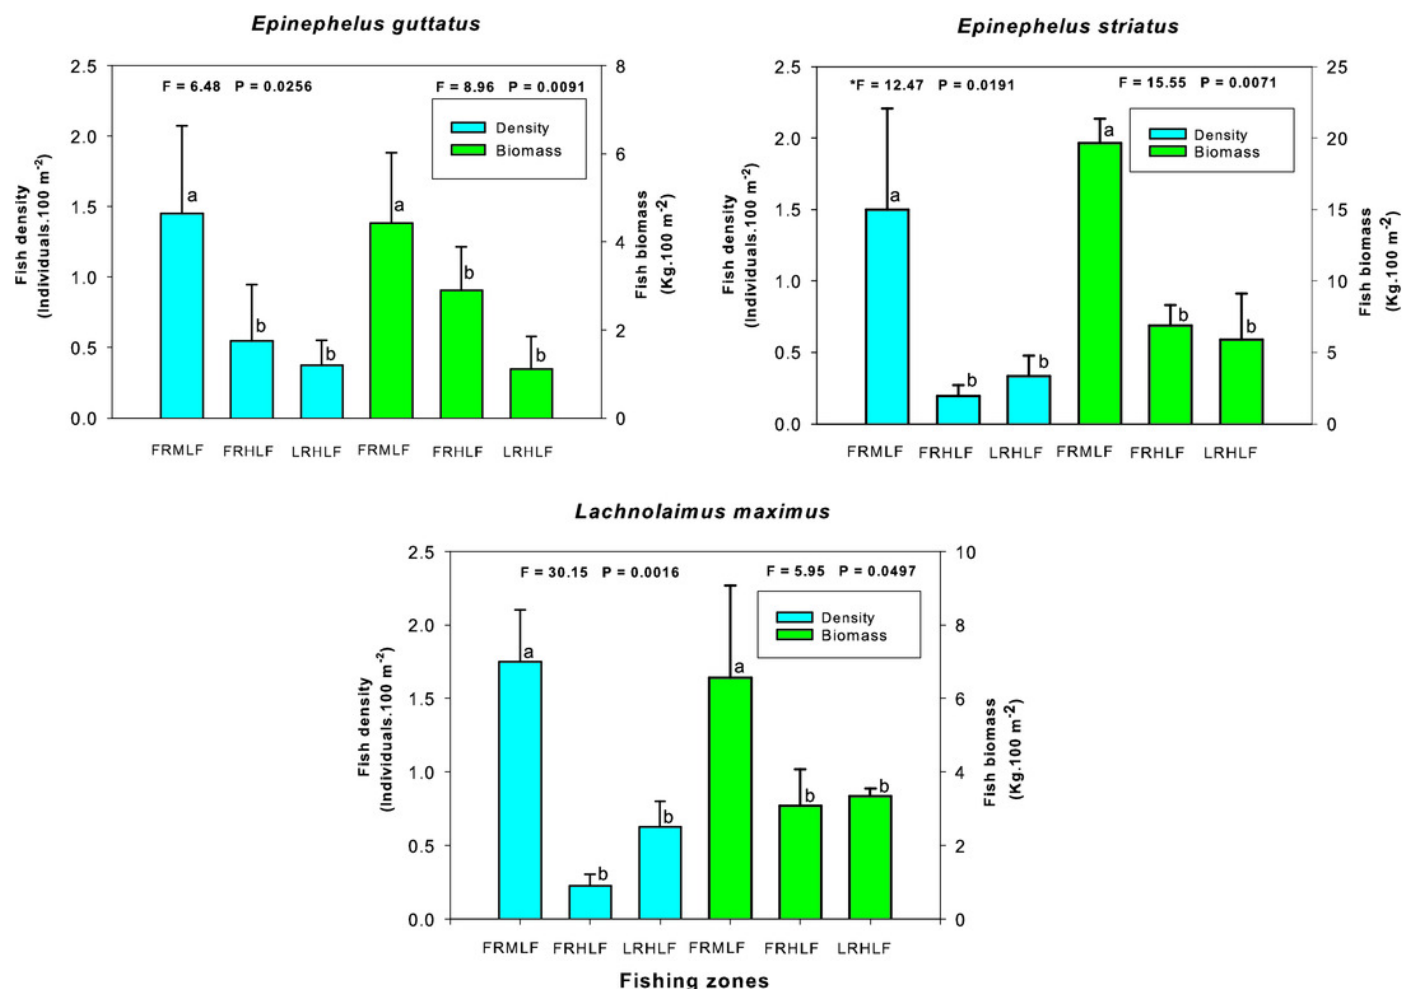 Epinephelus guttatus
2.5
2.0
1.5
1.0
0.5
0.0
Fish density
(Individuals.100 m-2)
F = 6.48 P = 0.0256
F = 8.96 P = 0.0091
Density
Biomass
a
b
b
a
b
b
8
6
4
2
0
Fish biomass
(Kg.100 m-2)
FRMLF FRHLF LRHLF FRMLF FRHLF LRHLF
Epinephelus striatus
2.5
2.0
1.5
1.0
0.5
0.0
Fish density
(Individuals.100 m-2)
*F = 12.47 P = 0.0191
F = 15.55 P = 0.0071
Density
Biomass
a
b
b
a
b
b
25
20
15
10
5
0
Fish biomass
(Kg.100 m-2)
FRMLF FRHLF LRHLF FRMLF FRHLF LRHLF
Lachnolaimus maximus
2.5
2.0
1.5
1.0
0.5
0.0
Fish density
(Individuals.100 m-2)
F = 30.15 P = 0.0016
F = 5.95 P = 0.0497
Density
Biomass
a
b
b
a
b
b
10
8
6
4
2
0
Fish biomass
(Kg.100 m-2)
FRMLF FRHLF LRHLF FRMLF FRHLF LRHLF
Fishing zones